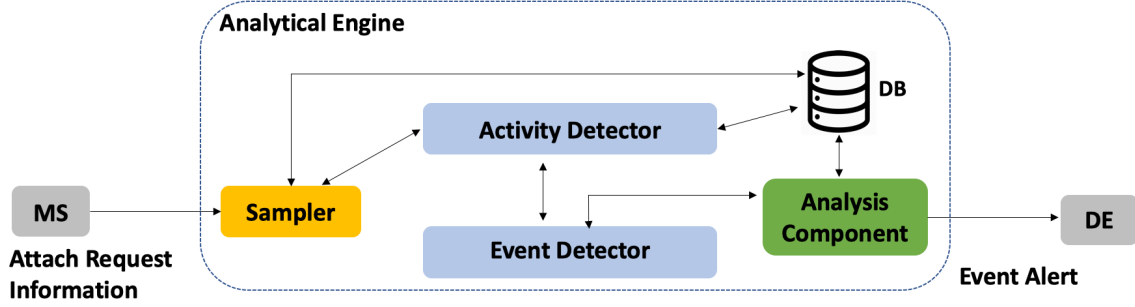 Analytical Engine
DB
Activity Detector
MS
Sampler
Analysis
Component
DE
Event Detector
Attach Request
Information
Event Alert